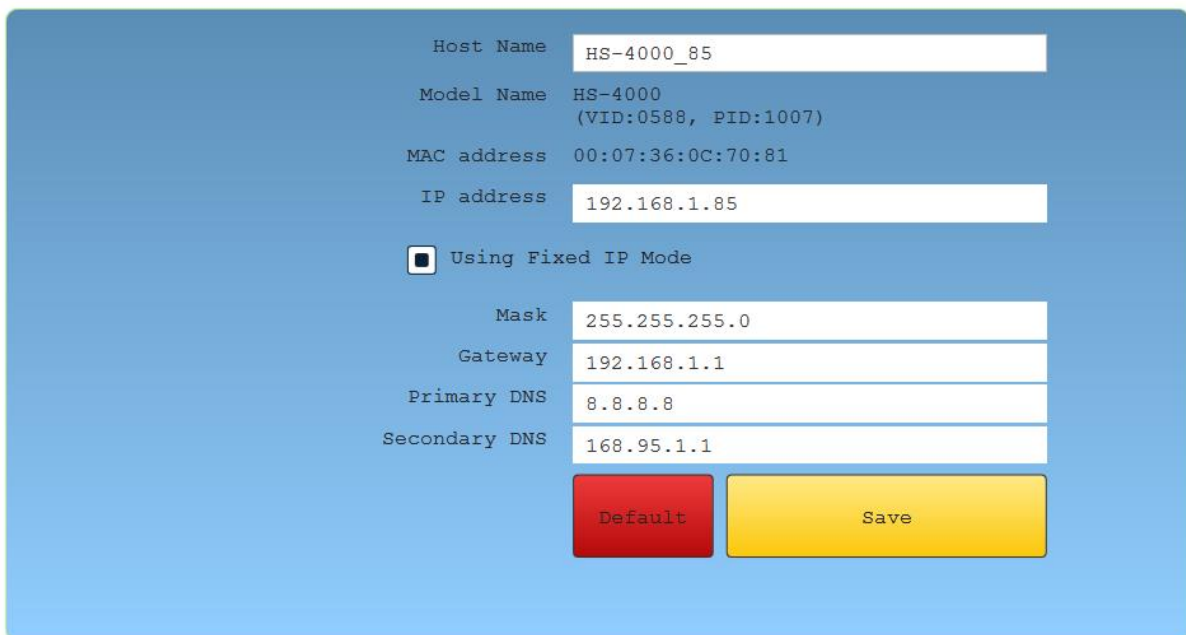 Host Name HS-4000_85
Model Name HS-4000
(VID:0588, PID:1007)
MAC address 00:07:36:0C:70:81
IP address 192.168.1.85
Using Fixed IP Mode
Mask 255.255.255.0
Gateway 192.168.1.1
Primary DNS 8.8.8.8
Secondary DNS 168.95.1.1
Default Save